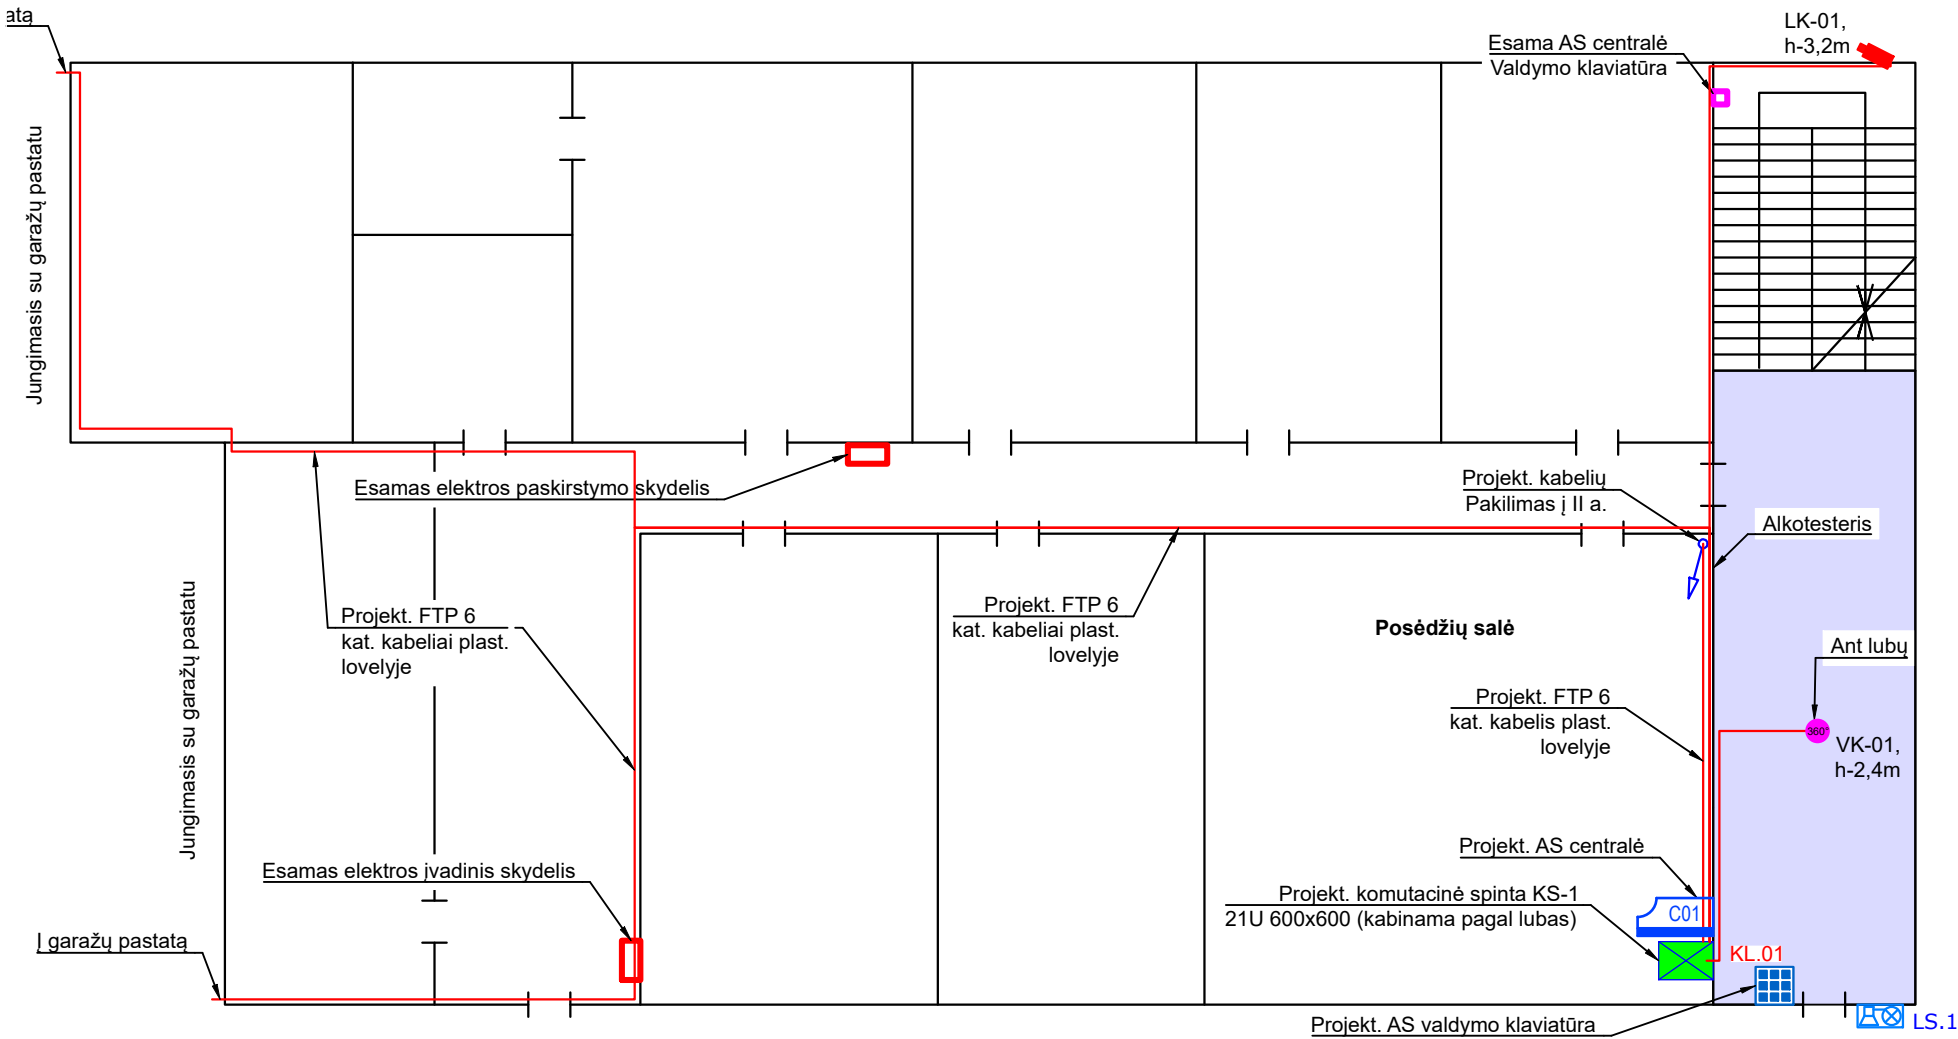 atą
LK-01,
h-3,2m
Esama AS centralė
Valdymo klaviatūra
Jungimasis su garažų pastatu
Esamas elektros paskirstymo skydelis
Projekt. kabelių
Pakilimas į II a.
Alkotesteris
Jungimasis su garažų pastatu
Projekt. FTP 6
kat. kabeliai plast.
lovelyje
Projekt. FTP 6
kat. kabeliai plast.
lovelyje
Posėdžių salė
Ant lubų
Projekt. FTP 6
kat. kabelis plast.
lovelyje
360°
VK-01,
h-2,4m
Projekt. AS centralė
Esamas elektros įvadinis skydelis
Projekt. komutacinė spinta KS-1
21U 600x600 (kabinama pagal lubas)
C01
Į garažų pastatą
KL.01
Projekt. AS valdymo klaviatūra
LS.1